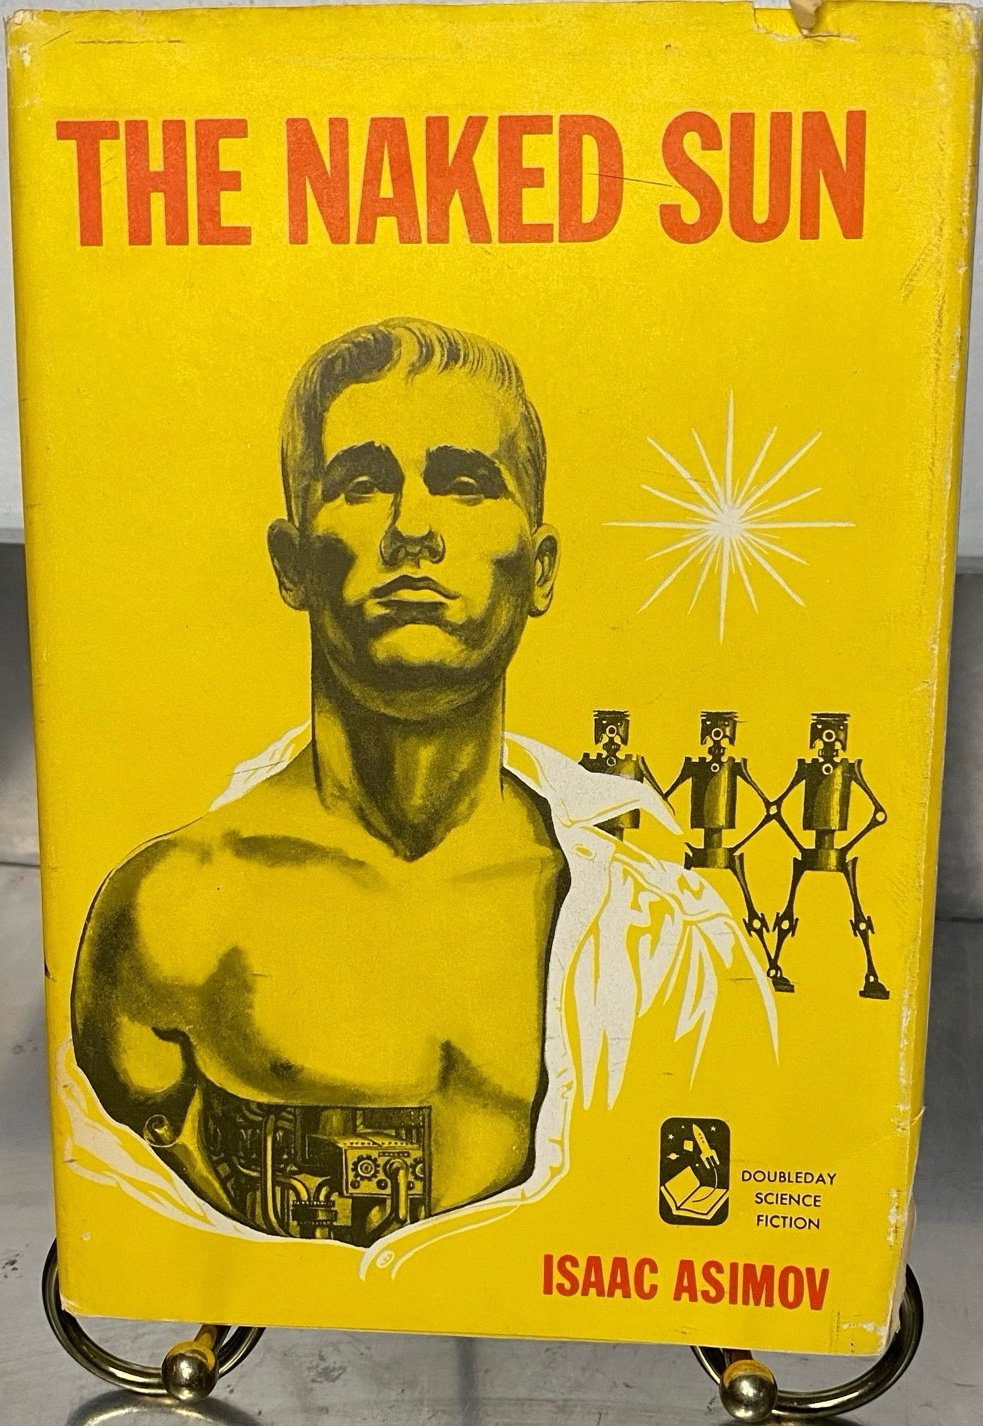 THE NAKED SUN
DOUBLEDAY
SCIENCE
FICTION
ISAAC ASIMOV